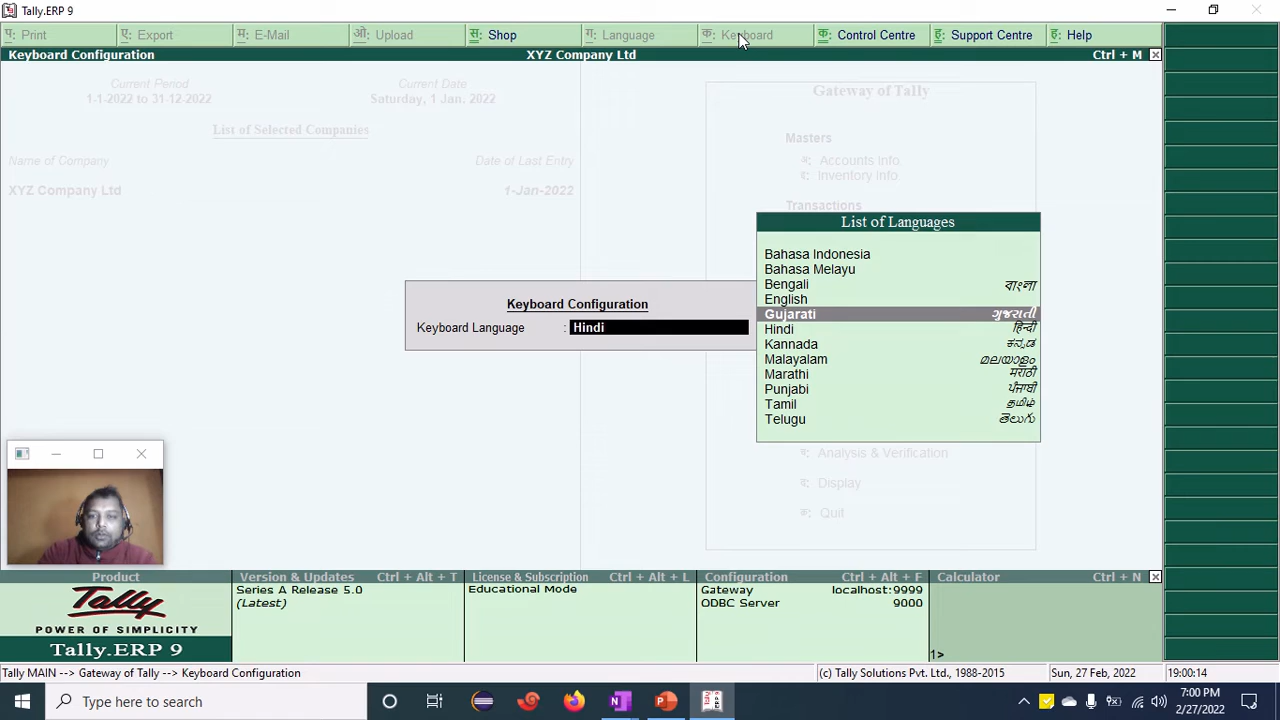 Tally.ERP 9
प: Print
ए: Export
म: E-Mail
ओ: Upload
स: Shop
ग: Language
क: Keyboard
क: Control Centre
ह: Support Centre
ह: Help
Keyboard Configuration
XYZ Company Ltd
Ctrl + M
Current Period
1-1-2022 to 31-12-2022
Current Date
Saturday, 1 Jan, 2022
List of Selected Companies
Name of Company
Date of Last Entry
XYZ Company Ltd
1-Jan-2022
Gateway of Tally
Masters
Accounts Info.
Inventory Info.
Transactions
List of Languages
Bahasa Indonesia
Bahasa Melayu
Bengali বাংলা
English
Gujarati ગુજરાતી
Hindi हिन्दी
Kannada ಕನ್ನಡ
Malayalam മലയാളം
Marathi मराठी
Punjabi ਪੰਜਾਬੀ
Tamil தமிழ்
Telugu తెలుగు
Keyboard Configuration
Keyboard Language : Hindi
Analysis & Verification
Display
Quit
Product
Tally
POWER OF SIMPLICITY
Tally.ERP 9
Version & Updates Ctrl + Alt + T
Series A Release 5.0
(Latest)
License & Subscription Ctrl + Alt + L
Educational Mode
Configuration Ctrl + Alt + F
Gateway localhost:9999
ODBC Server 9000
Calculator Ctrl + N
1>
Tally MAIN --> Gateway of Tally --> Keyboard Configuration
(c) Tally Solutions Pvt. Ltd., 1988-2015
Sun, 27 Feb, 2022
19:00:14
Type here to search
7:00 PM
2/27/2022